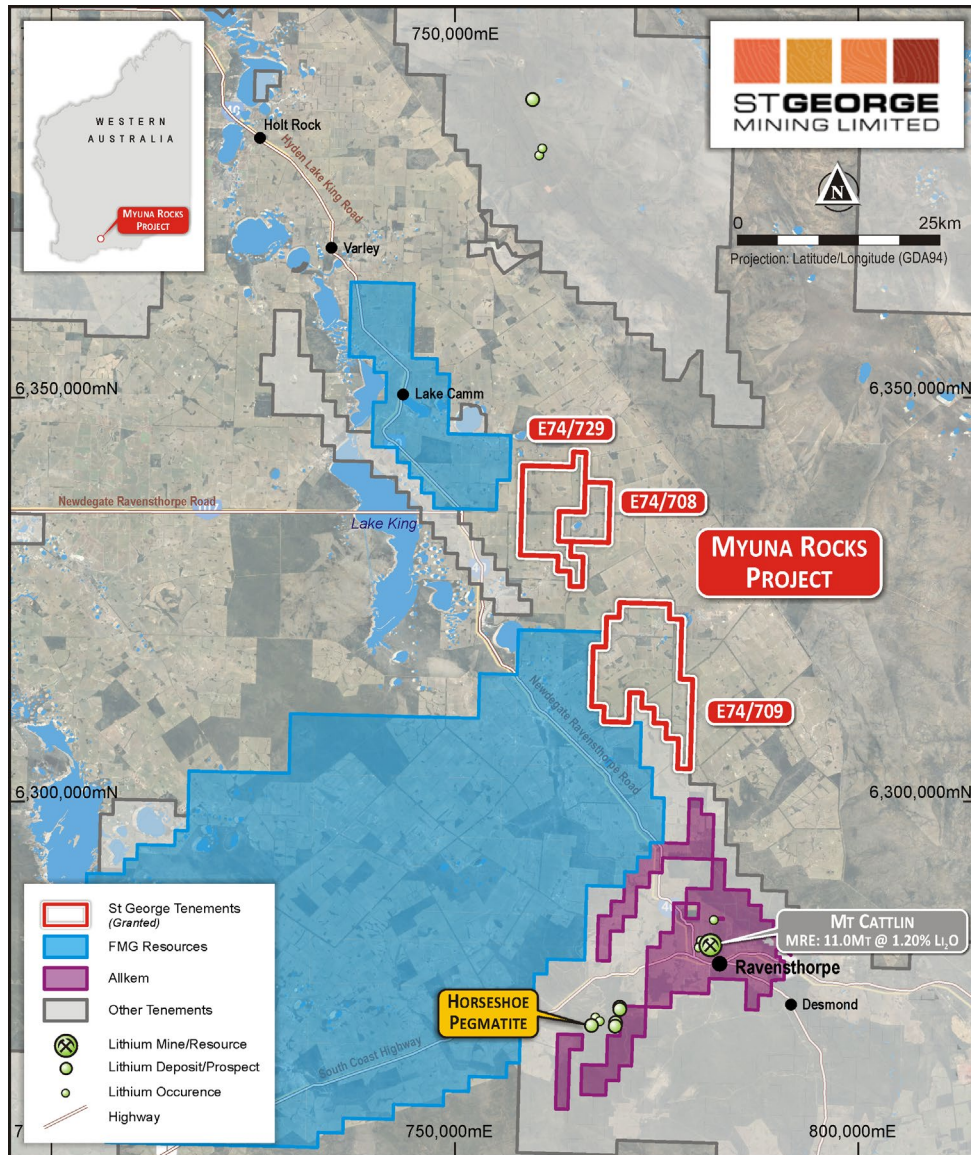 750,000mE
WESTERN
AUSTRALIA
MYUNA ROCKS
PROJECT
ST GEORGE
MINING LIMITED
N
0
25km
Projection: Latitude/Longitude (GDA94)
Holt Rock
Hyden Lake King Road
Varley
6,350,000mN
6,350,000mN
Lake Camm
E74/729
E74/708
Newdegate Ravensthorpe Road
Lake King
MYUNA ROCKS
PROJECT
E74/709
Newdegate Ravensthorpe Road
6,300,000mN
6,300,000mN
St George Tenements
(Granted)
FMG Resources
Allkem
Other Tenements
Lithium Mine/Resource
Lithium Deposit/Prospect
Lithium Occurence
Highway
MT CATTLIN
MRE: 11.0MT @ 1.20% Li₂O
Ravensthorpe
Desmond
HORSESHOE
PEGMATITE
South Coast Highway
750,000mE
800,000mE